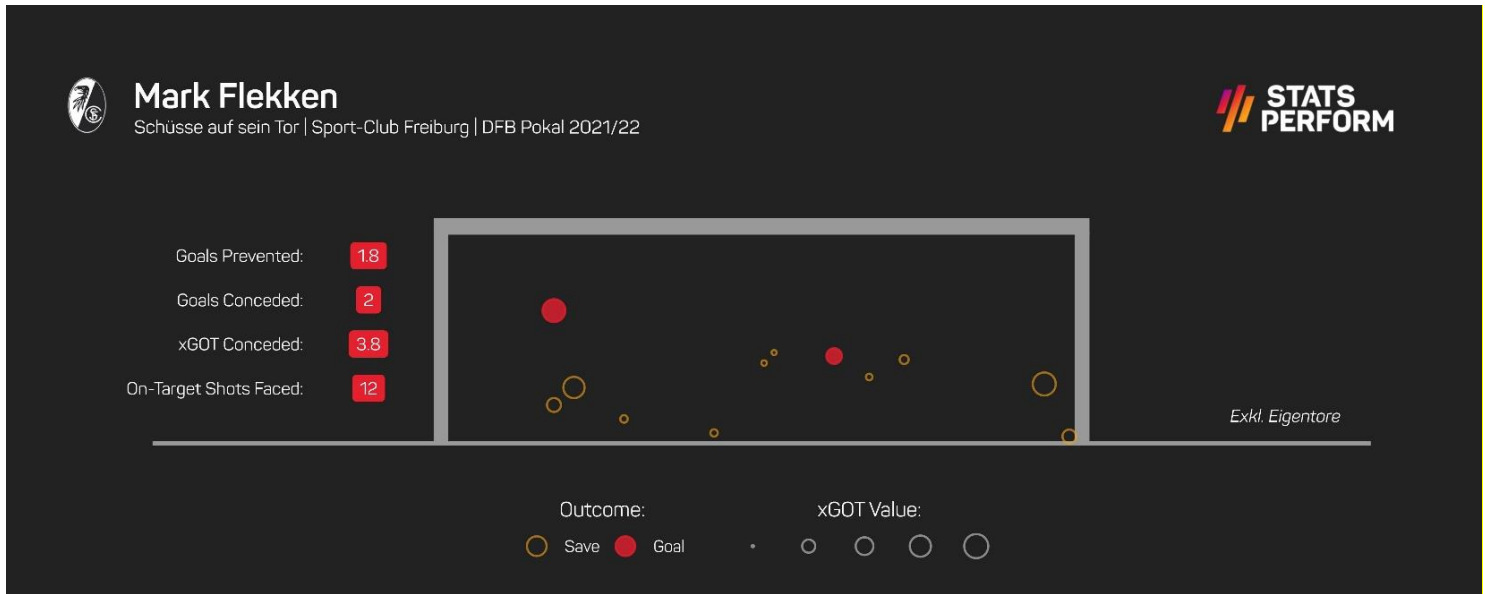 Mark Flekken
Schüsse auf sein Tor | Sport-Club Freiburg | DFB Pokal 2021/22
STATS
PERFORM
Goals Prevented: 1.8
Goals Conceded: 2
xGOT Conceded: 3.8
On-Target Shots Faced: 12
Exkl. Eigentore
Outcome: xGOT Value:
Save Goal